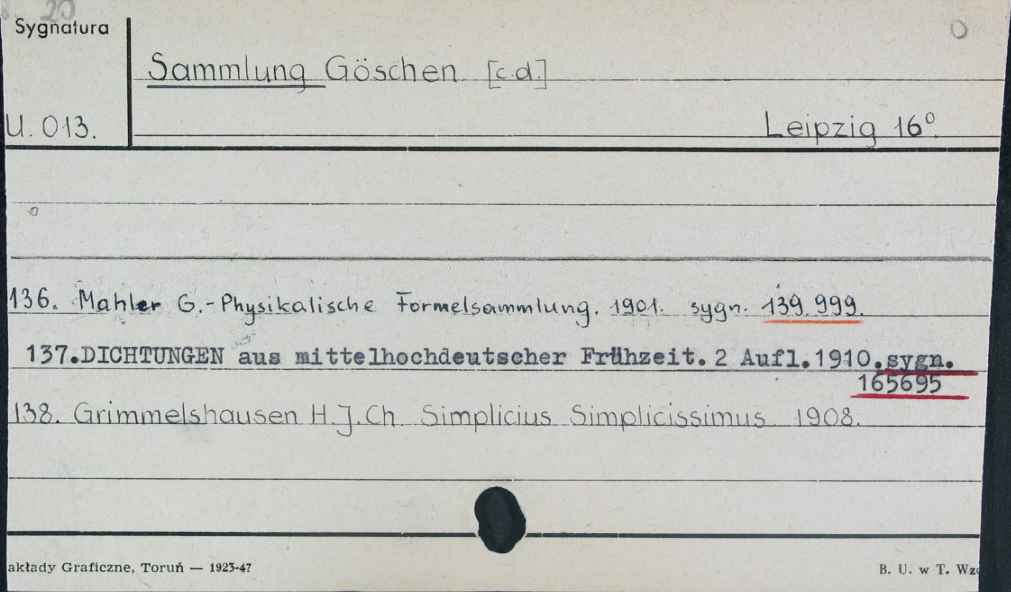 20
Sygnatura
Sammlung Göschen. [c.d.]
U. 013.
Leipzig 16°.
136. Mahler G.-Physikalische Formelsammlung. 1901. sygn. 139.999.
137.DICHTUNGEN aus mittelhochdeutscher Frühzeit.2 Aufl.1910.sygn.
165695
138. Grimmelshausen H.J.Ch. Simplicius Simplicissimus 1908.
akłady Graficzne, Toruń — 1923-47
B. U. w T. Wz